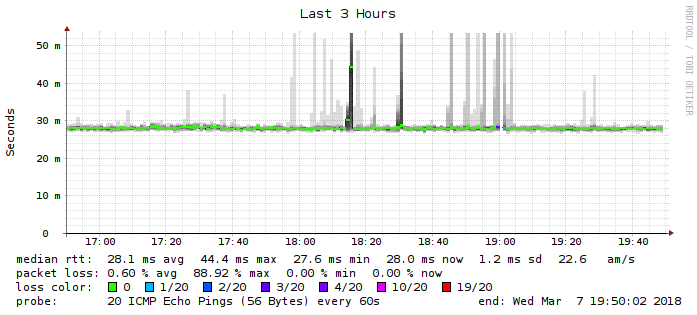 Last 3 Hours
RRDTOOL / TOBI OETIKER
Seconds
50 m
40 m
30 m
20 m
10 m
0
17:00 17:20 17:40 18:00 18:20 18:40 19:00 19:20 19:40
median rtt: 28.1 ms avg 44.4 ms max 27.6 ms min 28.0 ms now 1.2 ms sd 22.6 am/s
packet loss: 0.60 % avg 88.92 % max 0.00 % min 0.00 % now
loss color: 0 1/20 2/20 3/20 4/20 10/20 19/20
probe: 20 ICMP Echo Pings (56 Bytes) every 60s end: Wed Mar 7 19:50:02 2018